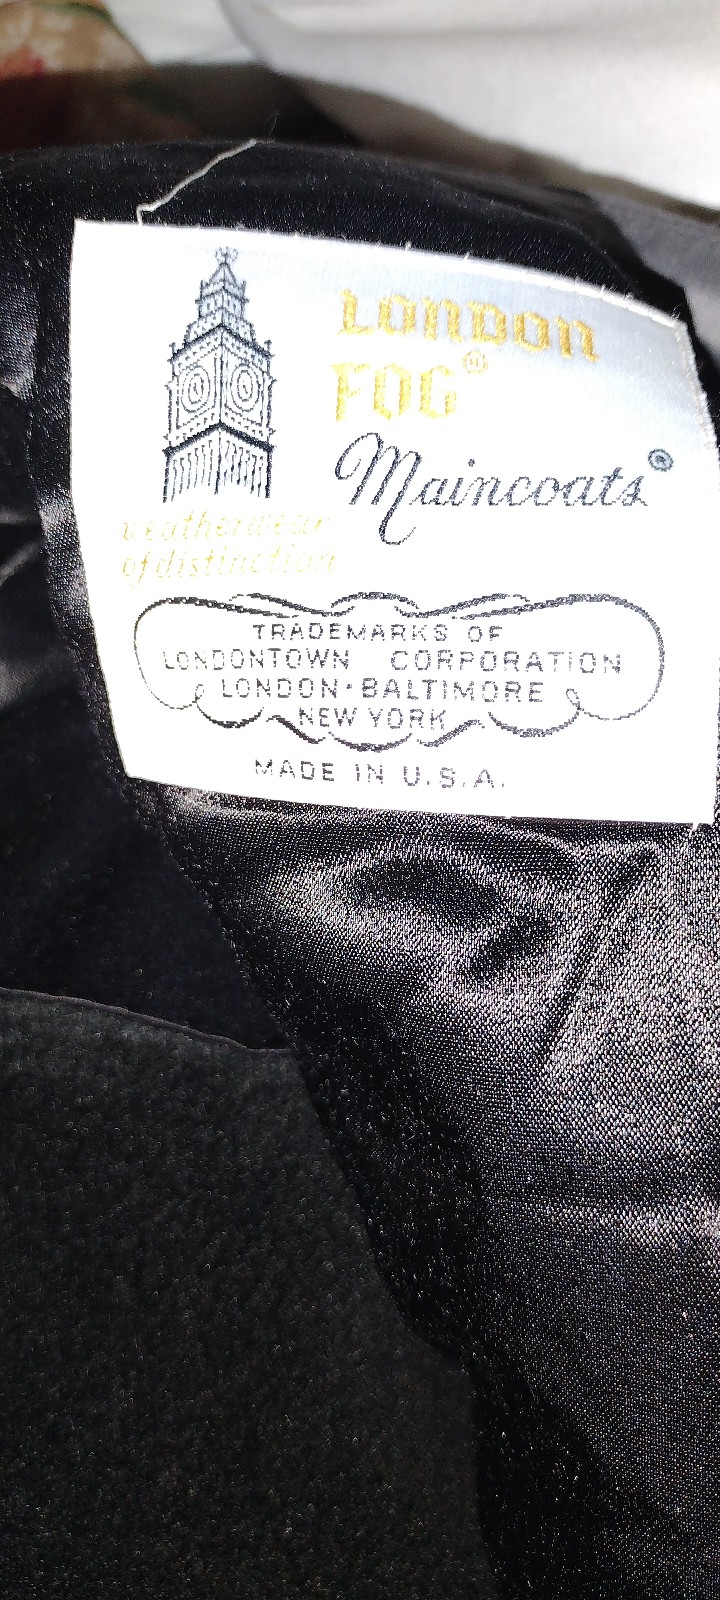 LONDON
FOG®
Maincoats®
weatherwear
of distinction
TRADEMARKS OF
LONDONTOWN CORPORATION
LONDON·BALTIMORE
NEW YORK
MADE IN U.S.A.